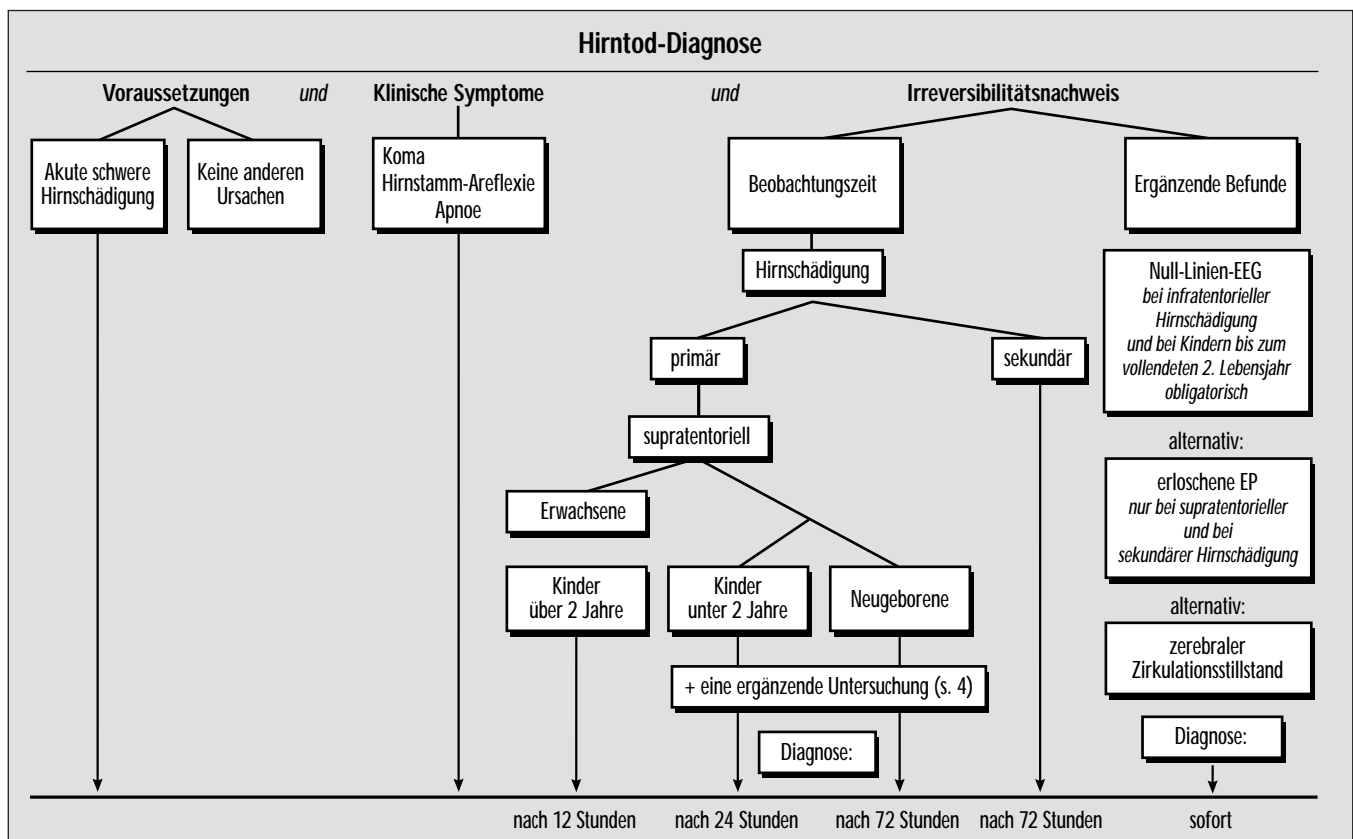 Hirntod-Diagnose
Voraussetzungen und Klinische Symptome und Irreversibilitätsnachweis
Akute schwere
Hirnschädigung
Keine anderen
Ursachen
Koma
Hirnstamm-Areflexie
Apnoe
Beobachtungszeit
Ergänzende Befunde
Hirnschädigung
primär
sekundär
supratentoriell
Erwachsene
Kinder
über 2 Jahre
Kinder
unter 2 Jahre
Neugeborene
+ eine ergänzende Untersuchung (s. 4)
Diagnose:
Null-Linien-EEG
bei infratentorieller
Hirnschädigung
und bei Kindern bis zum
vollendeten 2. Lebensjahr
obligatorisch
alternativ:
erloschene EP
nur bei supratentorieller
und bei
sekundärer Hirnschädigung
alternativ:
zerebraler
Zirkulationsstillstand
Diagnose:
nach 12 Stunden nach 24 Stunden nach 72 Stunden nach 72 Stunden sofort